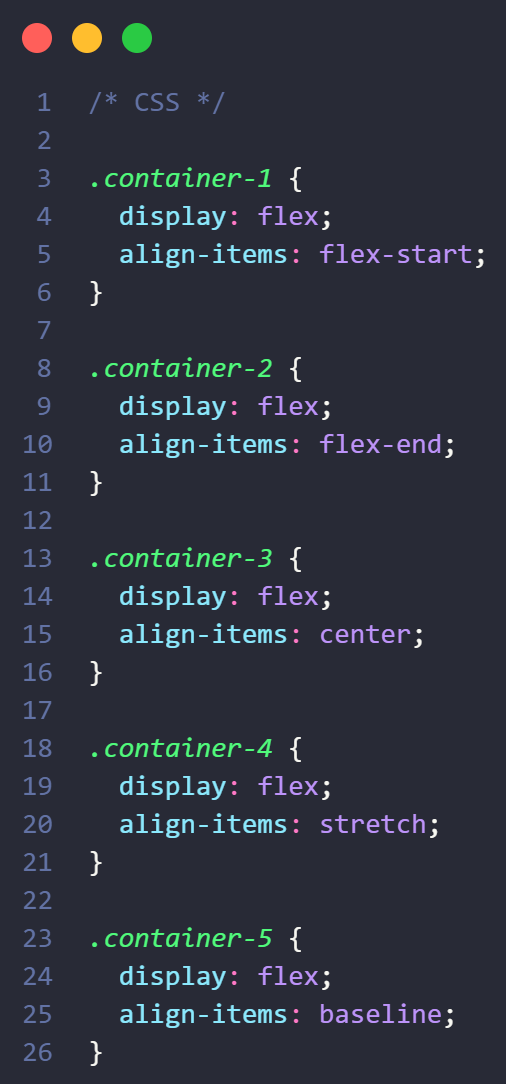 1 /* CSS */
2
3 .container-1 {
4   display: flex;
5   align-items: flex-start;
6 }
7
8 .container-2 {
9   display: flex;
10   align-items: flex-end;
11 }
12
13 .container-3 {
14   display: flex;
15   align-items: center;
16 }
17
18 .container-4 {
19   display: flex;
20   align-items: stretch;
21 }
22
23 .container-5 {
24   display: flex;
25   align-items: baseline;
26 }